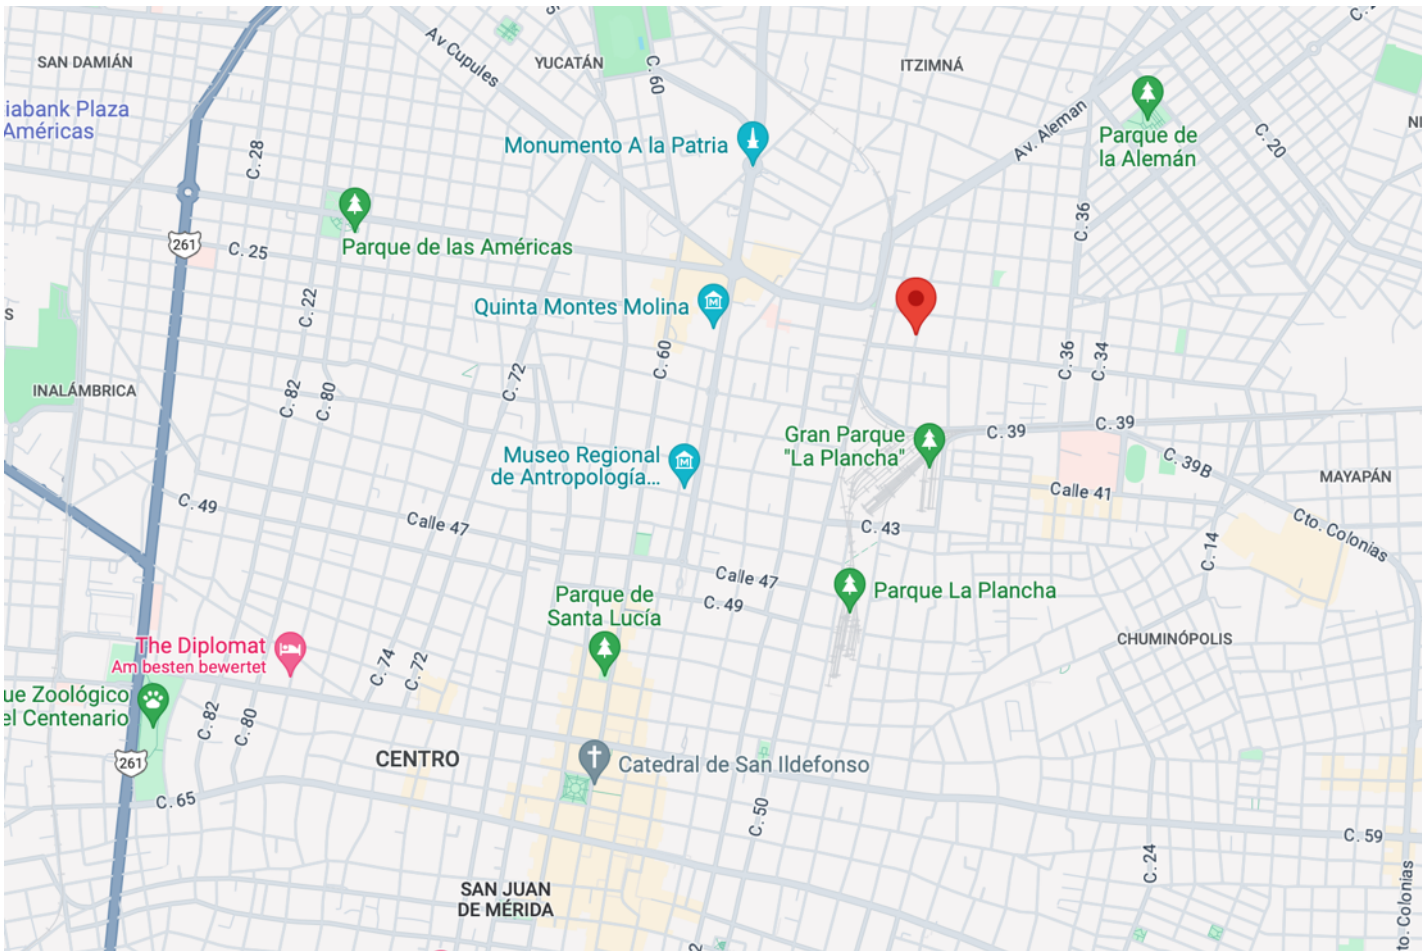 SAN DAMIÁN
Av Cupules
YUCATÁN
C. 60
ITZIMNÁ
Av. Aleman
Parque de
la Alemán
C. 20
iabank Plaza
Américas
C. 28
Monumento A la Patria
C. 36
261
C. 25
Parque de las Américas
C. 22
Quinta Montes Molina
C. 60
C. 36
C. 34
INALÁMBRICA
C. 82
C. 80
C. 72
Gran Parque
"La Plancha"
C. 39
C. 39
C. 39B
MAYAPÁN
Museo Regional
de Antropología...
Calle 41
C. 49
Calle 47
C. 43
Cto. Colonias
C. 14
Calle 47
C. 49
Parque La Plancha
Parque de
Santa Lucía
CHUMINÓPOLIS
The Diplomat
Am besten bewertet
C. 74
C. 72
ue Zoológico
el Centenario
C. 82
C. 80
261
CENTRO
Catedral de San Ildefonso
C. 65
C. 50
C. 59
C. 24
SAN JUAN
DE MÉRIDA
to. Colonias